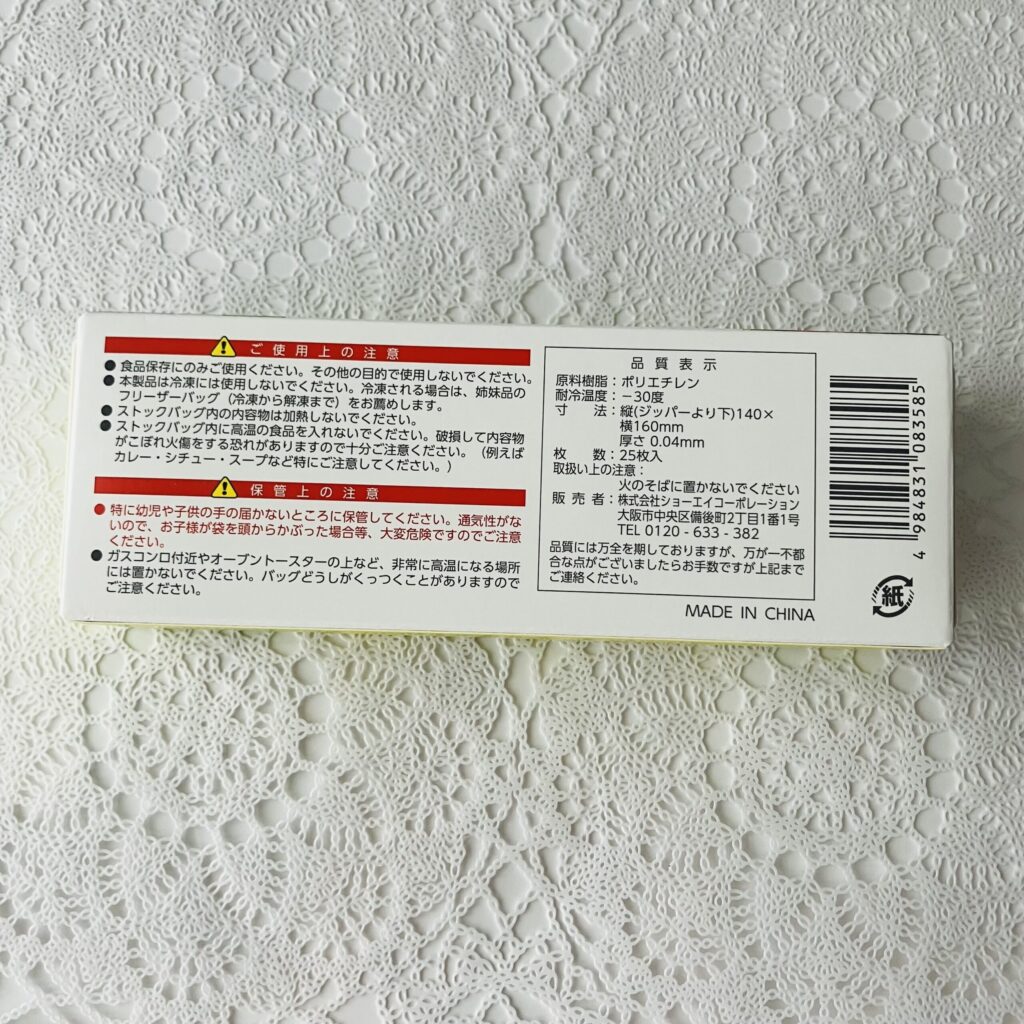 ご使用上の注意
●食品保存にのみご使用ください。その他の目的で使用しないでください。
●本製品は冷凍には使用しないでください。冷凍される場合は、姉妹品の
フリーザーバッグ（冷凍から解凍まで）をお薦めします。
●ストックバッグ内の内容物は加熱しないでください。
●ストックバッグ内に高温の食品を入れないでください。破損して内容物
がこぼれ火傷をする恐れがありますので十分ご注意ください。（例えば
カレー・シチュー・スープなど特にご注意してください。)
保管上の注意
●特に幼児や子供の手の届かないところに保管してください。通気性がな
いので、お子様が袋を頭からかぶった場合等、大変危険ですのでご注意
ください。
●ガスコンロ付近やオーブントースターの上など、非常に高温になる場所
には置かないでください。バッグどうしがくっつくことがありますので
ご注意ください。
品質表示
原料樹脂：ポリエチレン
耐冷温度：−30度
寸　法：縦(ジッパーより下)140×
横160mm
厚さ 0.04mm
枚　数：25枚入
取扱い上の注意：
火のそばに置かないでください
販売者：株式会社ショーエイコーポレーション
大阪市中央区備後町2丁目1番1号
TEL 0120-633-382
品質には万全を期しておりますが、万が一不都
合な点がございましたらお手数ですが上記まで
ご連絡ください。
MADE IN CHINA
4 984831 083585
紙